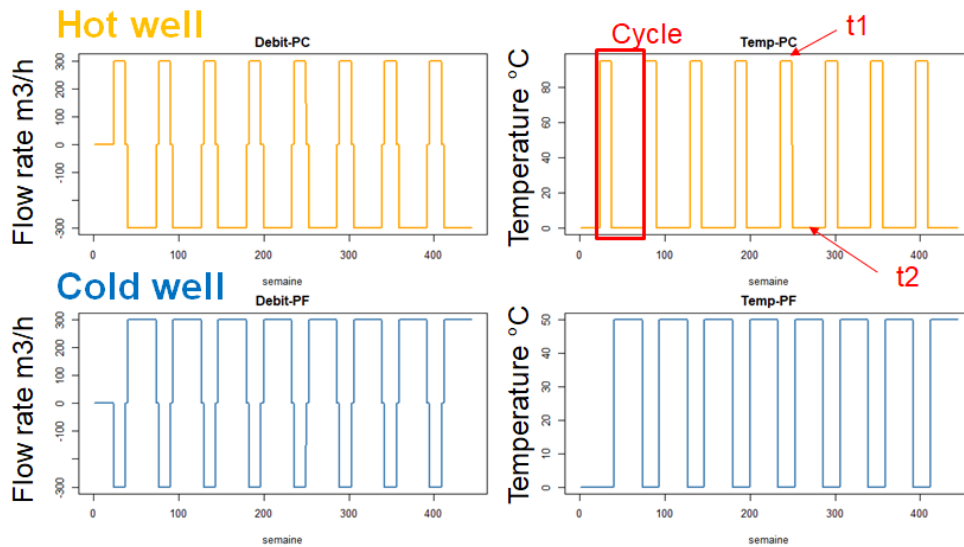 Hot well
Debit-PC
Flow rate m3/h
300
200
100
0
-100
-300
0
100
200
300
400
semaine
Cycle
Temp-PC
t1
Temperature °C
80
60
40
20
0
0
100
200
300
400
semaine
t2
Cold well
Debit-PF
Flow rate m3/h
300
200
100
0
-100
-300
0
100
200
300
400
semaine
Temp-PF
Temperature °C
50
40
30
20
10
0
0
100
200
300
400
semaine